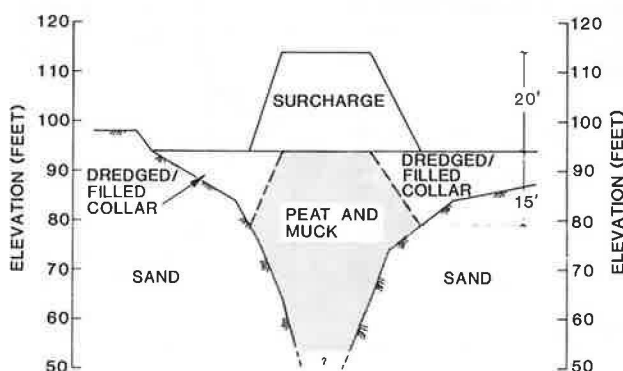 120
110
100
90
80
70
60
50
ELEVATION (FEET)
SURCHARGE
DREDGED/
FILLED
COLLAR
DREDGED/
FILLED
COLLAR
PEAT AND
MUCK
SAND
SAND
?
20'
15'
120
110
100
90
80
70
60
50
ELEVATION (FEET)